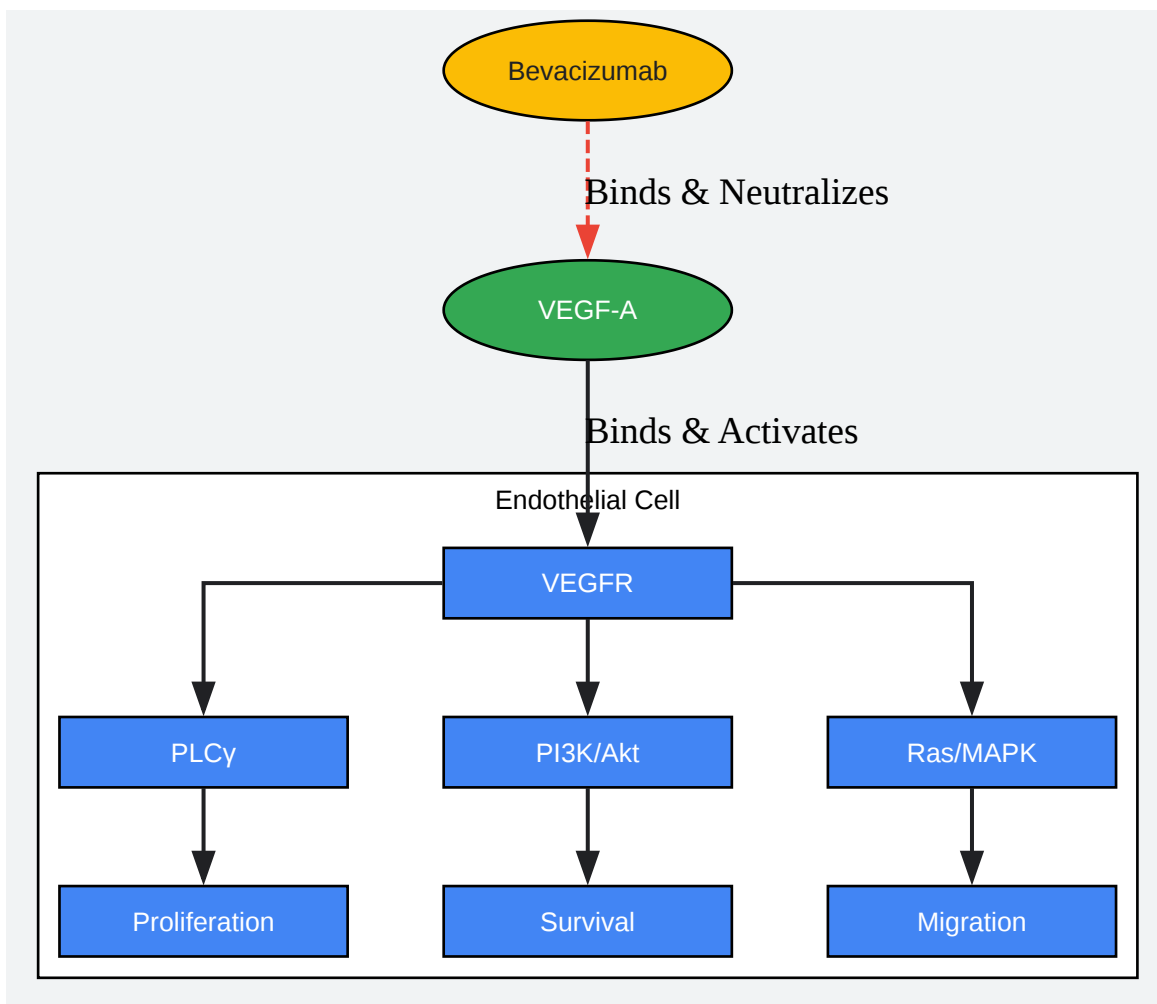 Bevacizumab
Binds & Neutralizes
VEGF-A
Binds & Activates
Endothelial Cell
VEGFR
PLCγ
PI3K/Akt
Ras/MAPK
Proliferation
Survival
Migration